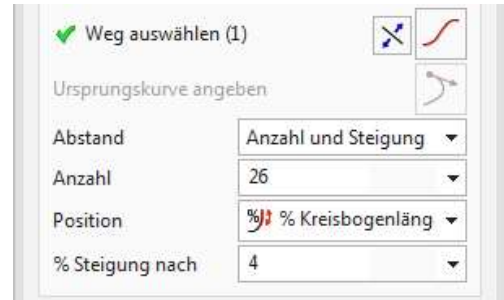 Weg auswählen (1)
Ursprungskurve angeben
Abstand Anzahl und Steigung
Anzahl 26
Position % % Kreisbogenläng
% Steigung nach 4